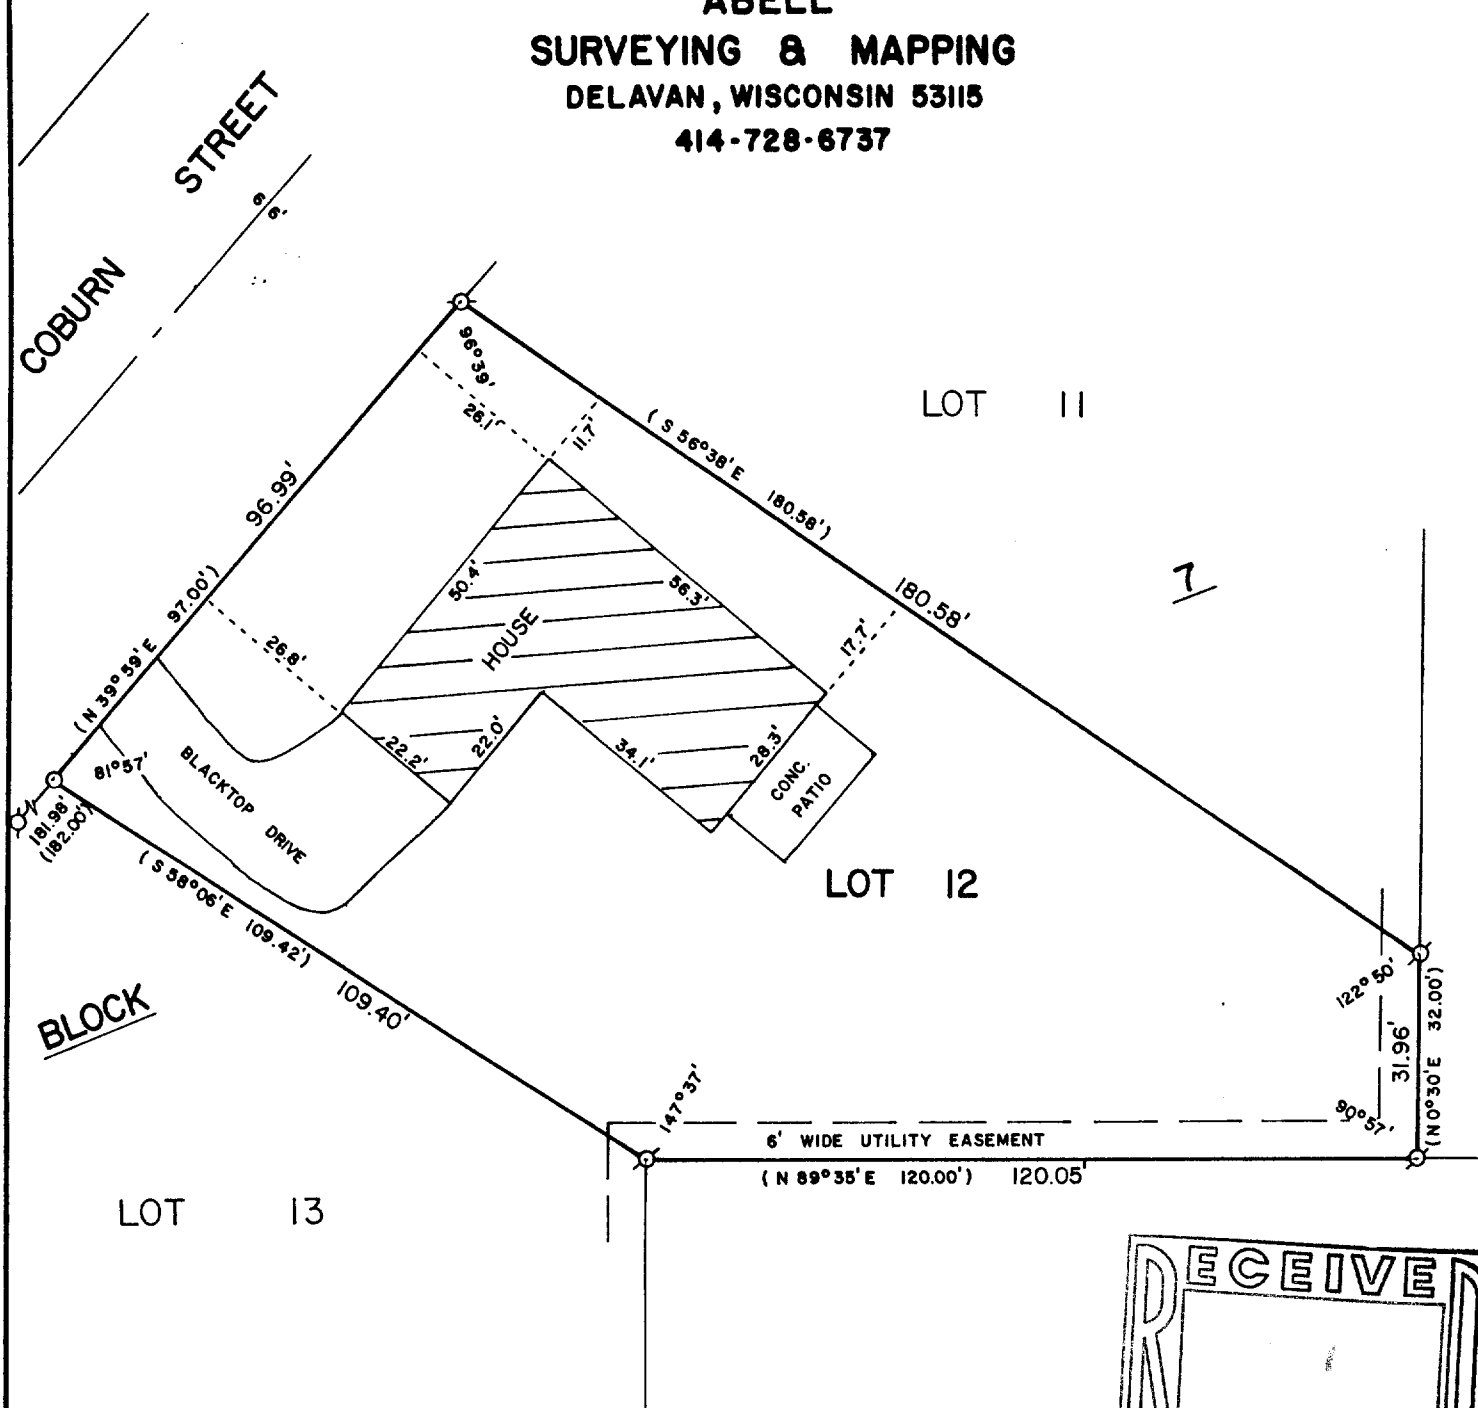 ABELL
SURVEYING & MAPPING
DELAVAN, WISCONSIN 53115
414-728-6737
COBURN STREET
66'
96°39'
26.1'
11.7'
LOT 11
(S 56°38'E 180.58')
180.58'
96.99'
(N 39°59'E 97.00')
50.4'
56.3'
HOUSE
7
26.8'
17.7'
22.2'
22.0'
34.1'
28.3'
CONC.
PATIO
81°57'
BLACKTOP DRIVE
181.98'
(182.00')
LOT 12
(S 58°06'E 109.42')
109.40'
BLOCK
122°50'
31.96'
(N 0°30'E 32.00')
147°37'
90°57'
6' WIDE UTILITY EASEMENT
(N 89°35'E 120.00') 120.05'
LOT 13
RECEIVED